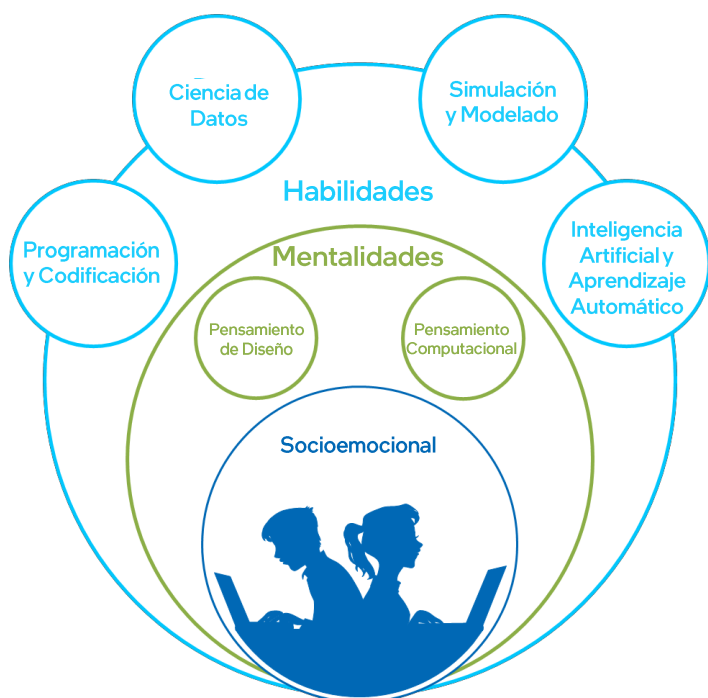 Ciencia de
Datos
Simulación
y Modelado
Habilidades
Programación
y Codificación
Inteligencia
Artificial y
Aprendizaje
Automático
Mentalidades
Pensamiento
de Diseño
Pensamiento
Computacional
Socioemocional